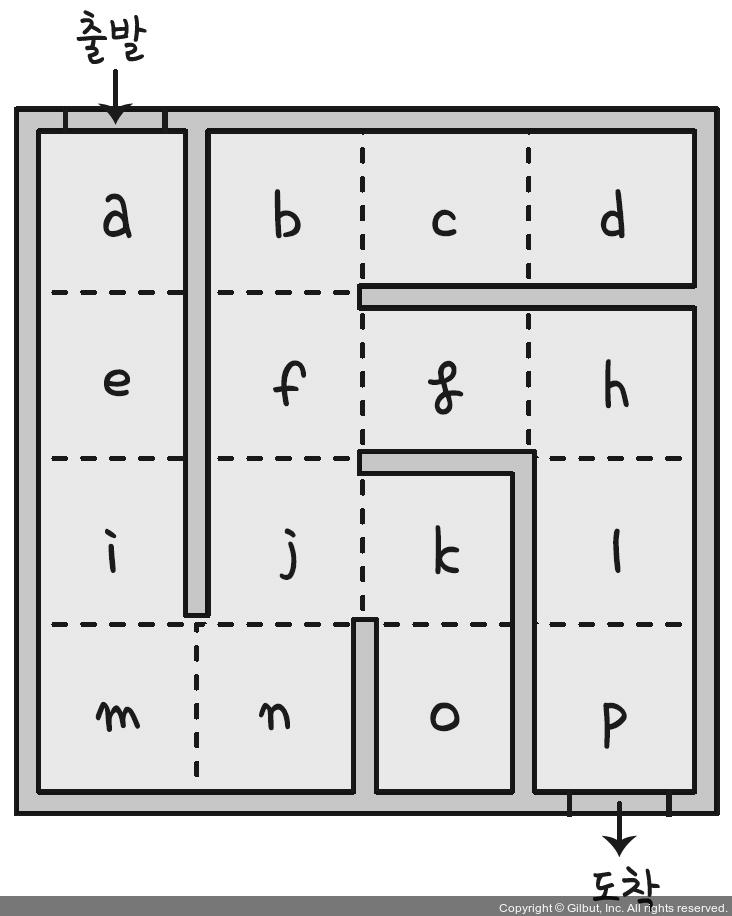 출발
a b c d
e f g h
i j k l
m n o p
도착
Copyright © Gilbut, Inc. All rights reserved.